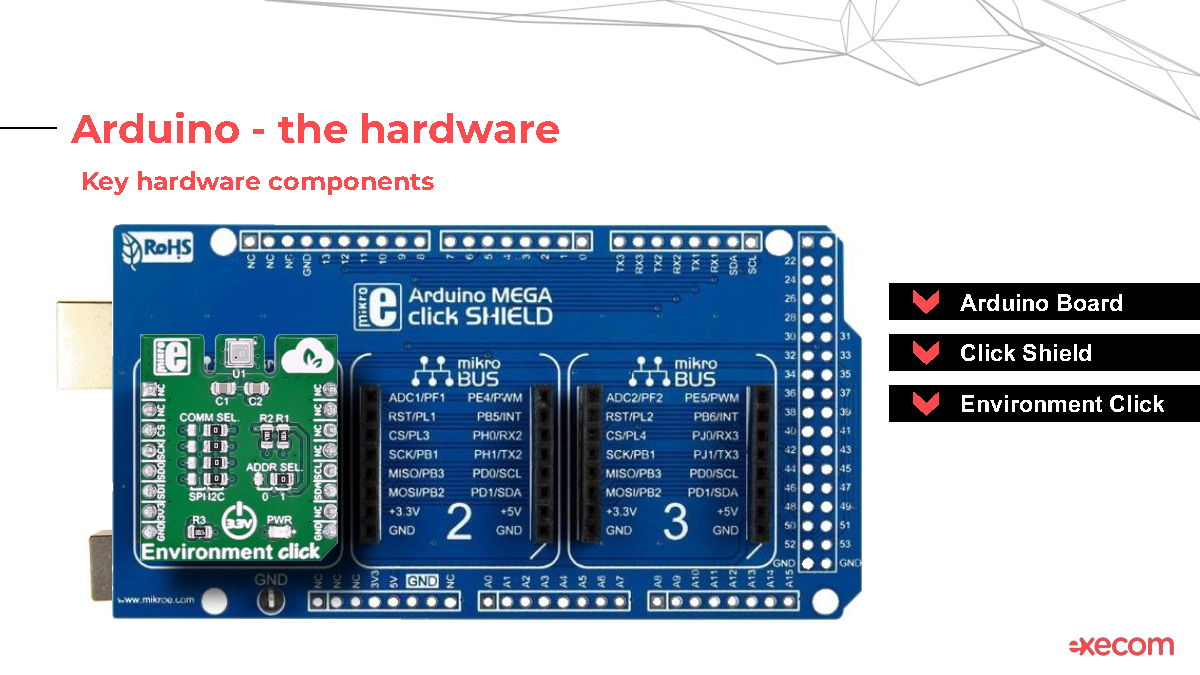 Arduino - the hardware
Key hardware components
RoHS
NC NC NC GND 13 12 11 10 9 8 7 6 5 4 3 2 1 0 TX3 RX3 TX2 RX2 TX1 RX1 SDA SCL
mikro e Arduino MEGA
click SHIELD
mikro e
U1
C1 C2
COMM SEL.
R2 R1
ADDR SEL.
SPI I2C
0 1
R3
3.3V
PWR
Environment click
NC NC CS SCK SDO SDI 3V3 GND
NC NC NC NC SCL SDA NC GND
mikro
BUS
ADC1/PF1 PE4/PWM
RST/PL1 PB5/INT
CS/PL3 PH0/RX2
SCK/PB1 PH1/TX2
MISO/PB3 PD0/SCL
MOSI/PB2 PD1/SDA
+3.3V +5V
GND GND
2
mikro
BUS
ADC2/PF2 PE5/PWM
RST/PL2 PB6/INT
CS/PL4 PJ0/RX3
SCK/PB1 PJ1/TX3
MISO/PB3 PD0/SCL
MOSI/PB2 PD1/SDA
+3.3V +5V
GND GND
3
22
24
26
28
30 31
32 33
34 35
36 37
38 39
40 41
42 43
44 45
46 47
48 49
50 51
52 53
GND GND
GND
www.mikroe.com
NC NC NC 3V3 5V GND NC A0 A1 A2 A3 A4 A5 A6 A7 A8 A9 A10 A11 A12 A13 A14 A15
Arduino Board
Click Shield
Environment Click
execom